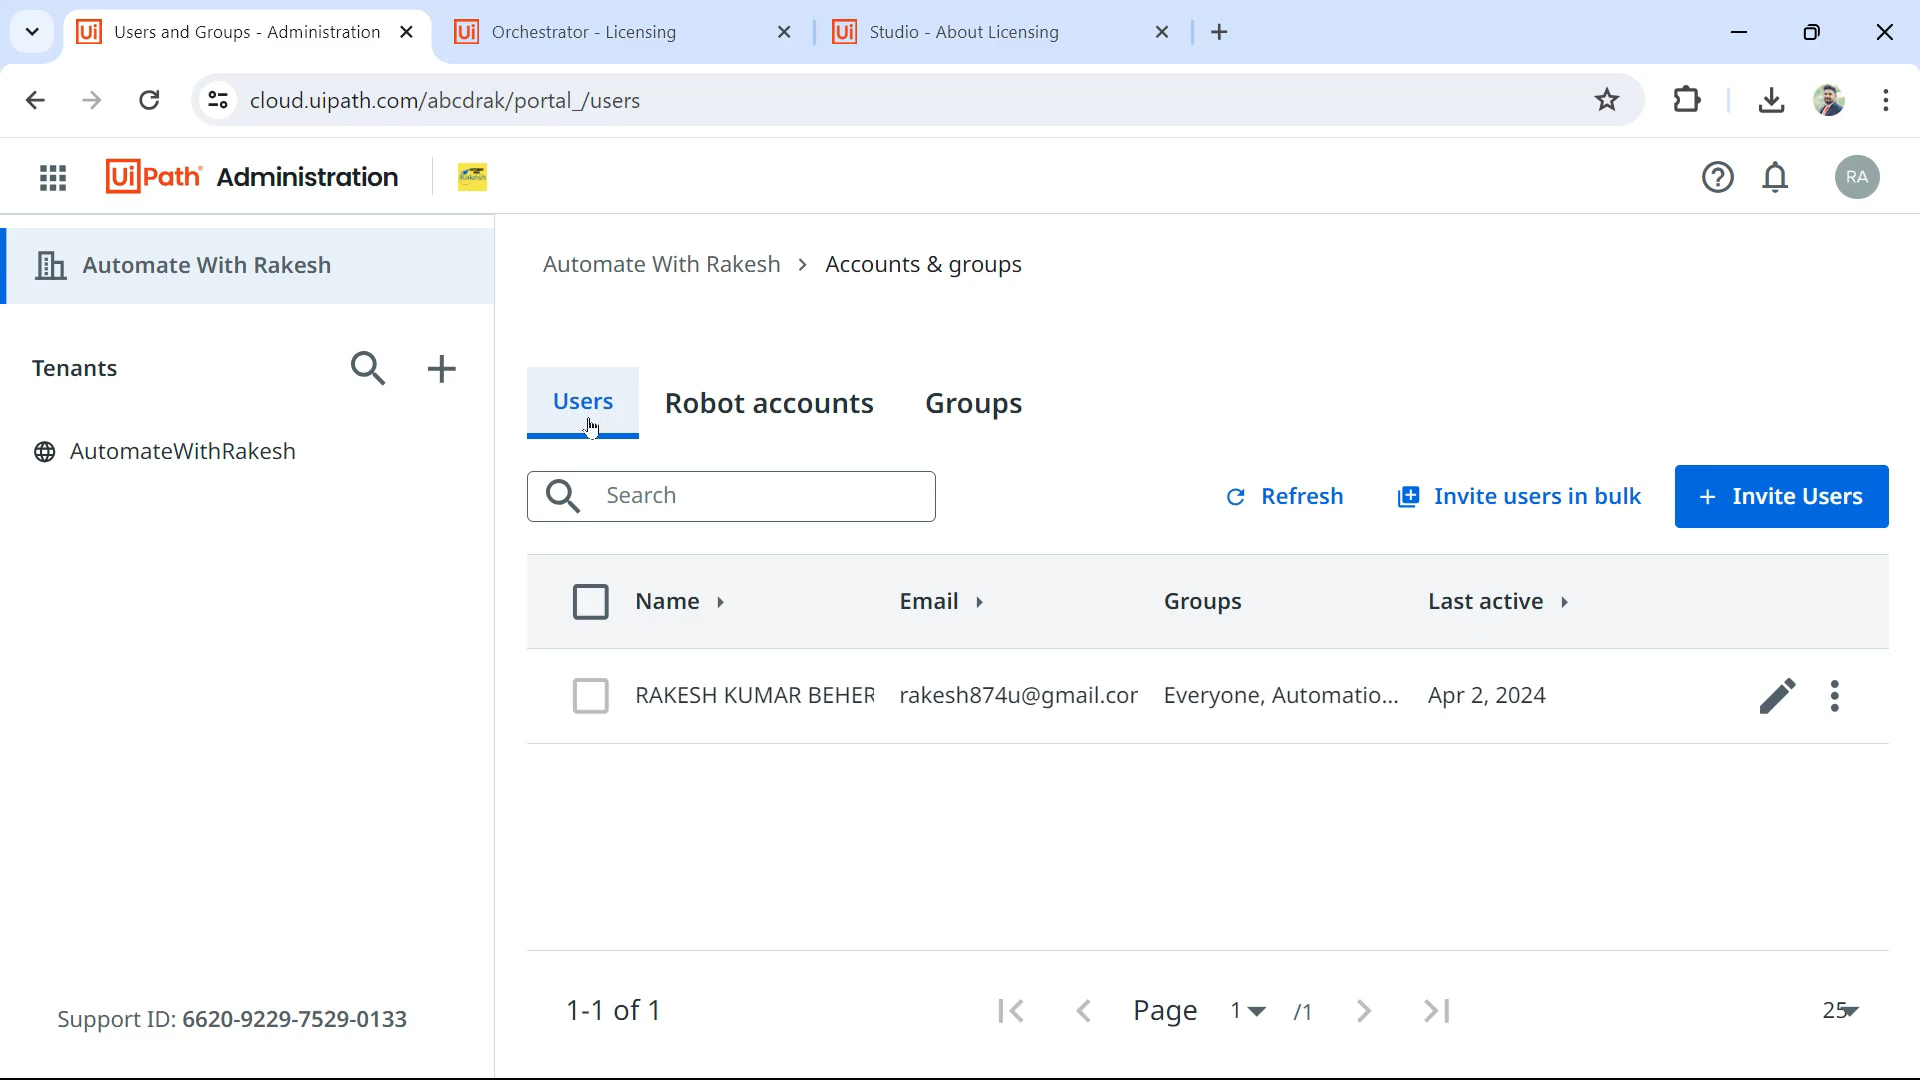 Users and Groups - Administration
Orchestrator - Licensing
Studio - About Licensing
cloud.uipath.com/abcdrak/portal_/users
UiPath Administration
RA
Automate With Rakesh
Automate With Rakesh > Accounts & groups
Tenants
AutomateWithRakesh
Users
Robot accounts
Groups
Search
Refresh
Invite users in bulk
+ Invite Users
Name
Email
Groups
Last active
RAKESH KUMAR BEHER
rakesh874u@gmail.cor
Everyone, Automatio...
Apr 2, 2024
1-1 of 1
Page 1 /1
25
Support ID: 6620-9229-7529-0133